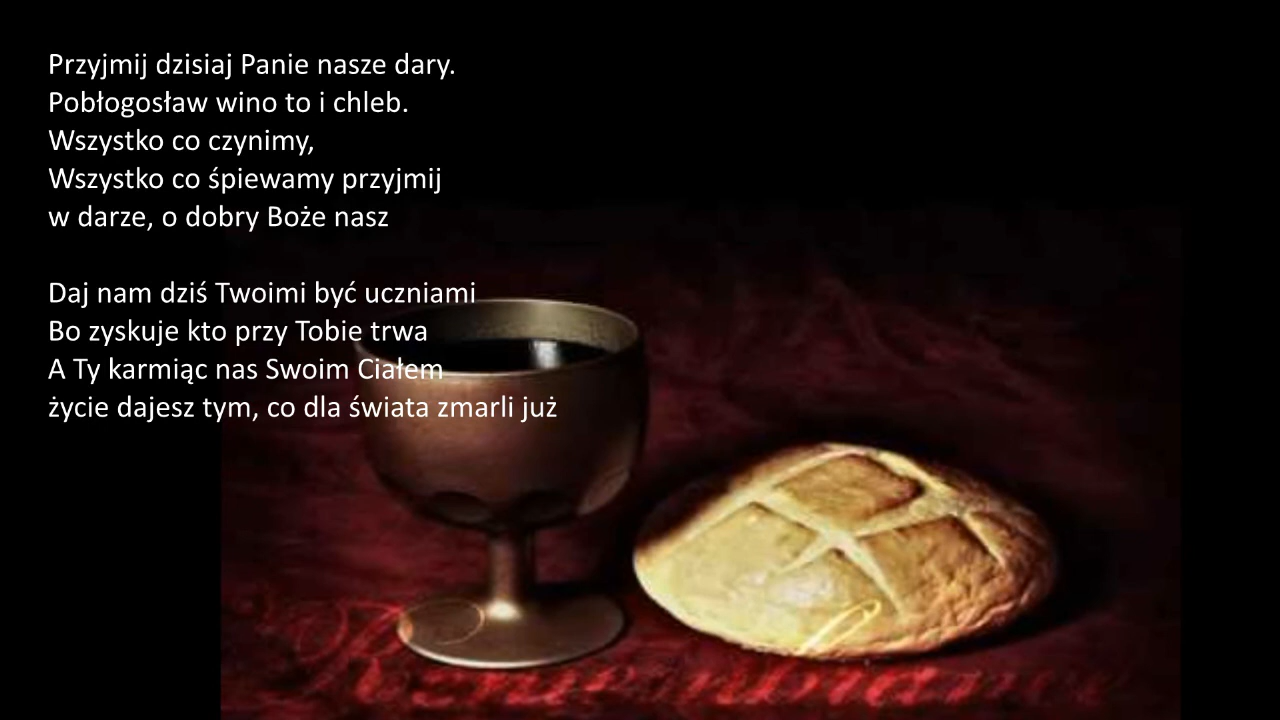 Przyjmij dzisiaj Panie nasze dary.
Pobłogosław wino to i chleb.
Wszystko co czynimy,
Wszystko co śpiewamy przyjmij
w darze, o dobry Boże nasz
Daj nam dziś Twoimi być uczniami
Bo zyskuje kto przy Tobie trwa
A Ty karmiąc nas Swoim Ciałem
życie dajesz tym, co dla świata zmarli już